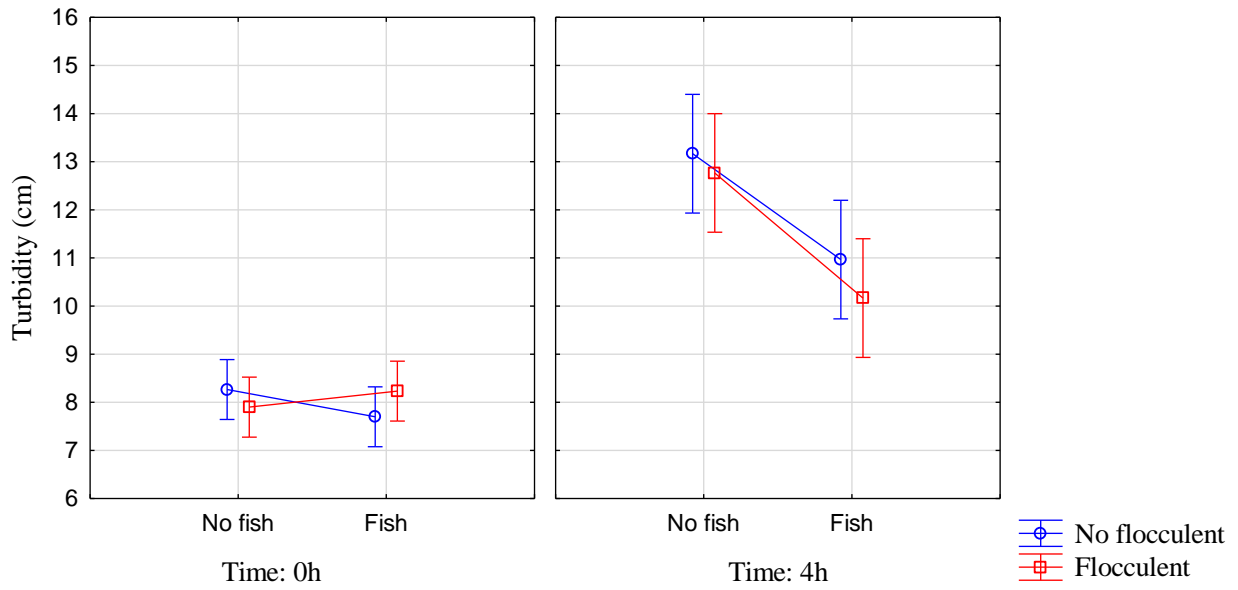 Turbidity (cm)
16
15
14
13
12
11
10
9
8
7
6
No fish Fish
Time: 0h
No fish Fish
Time: 4h
No flocculent
Flocculent